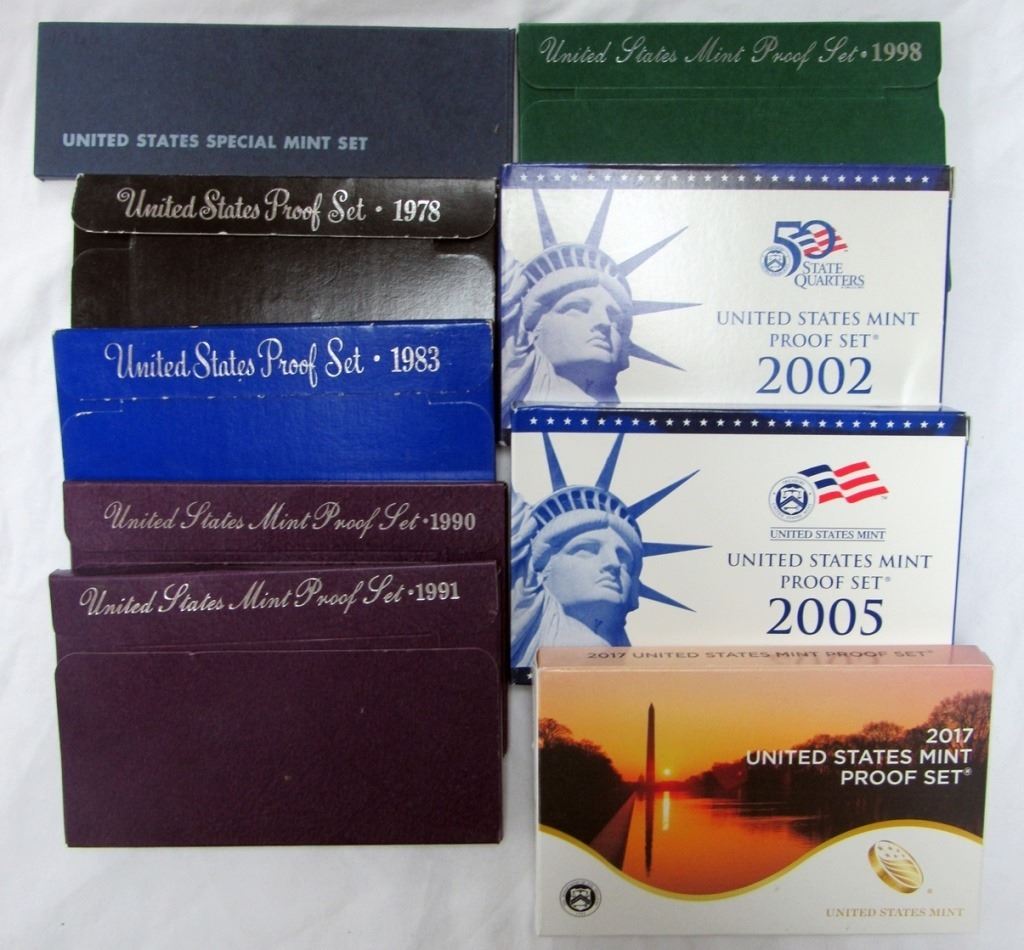 UNITED STATES SPECIAL MINT SET
United States Proof Set • 1978
United States Proof Set • 1983
United States Mint Proof Set • 1990
United States Mint Proof Set • 1991
United States Mint Proof Set • 1998
50
STATE
QUARTERS
UNITED STATES MINT
PROOF SET®
2002
UNITED STATES MINT
UNITED STATES MINT
PROOF SET®
2005
2017 UNITED STATES MINT PROOF SET®
2017
UNITED STATES MINT
PROOF SET®
UNITED STATES MINT